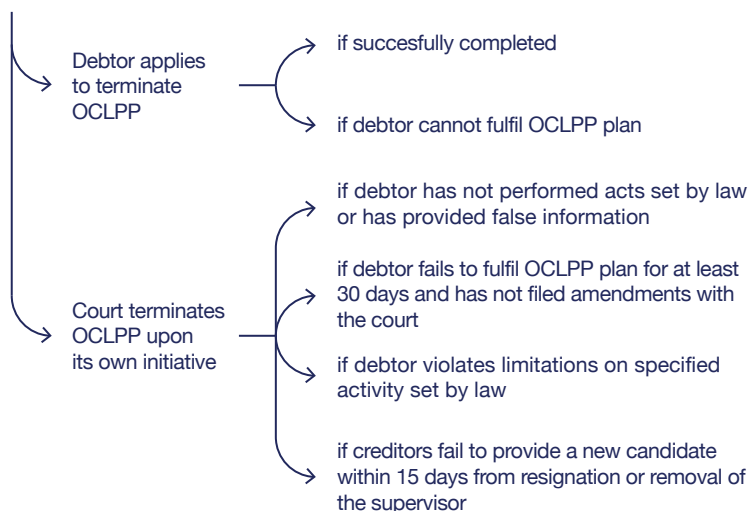 Debtor applies
to terminate
OCLPP
if succesfully completed
if debtor cannot fulfil OCLPP plan
Court terminates
OCLPP upon
its own initiative
if debtor has not performed acts set by law
or has provided false information
if debtor fails to fulfil OCLPP plan for at least
30 days and has not filed amendments with
the court
if debtor violates limitations on specified
activity set by law
if creditors fail to provide a new candidate
within 15 days from resignation or removal of
the supervisor